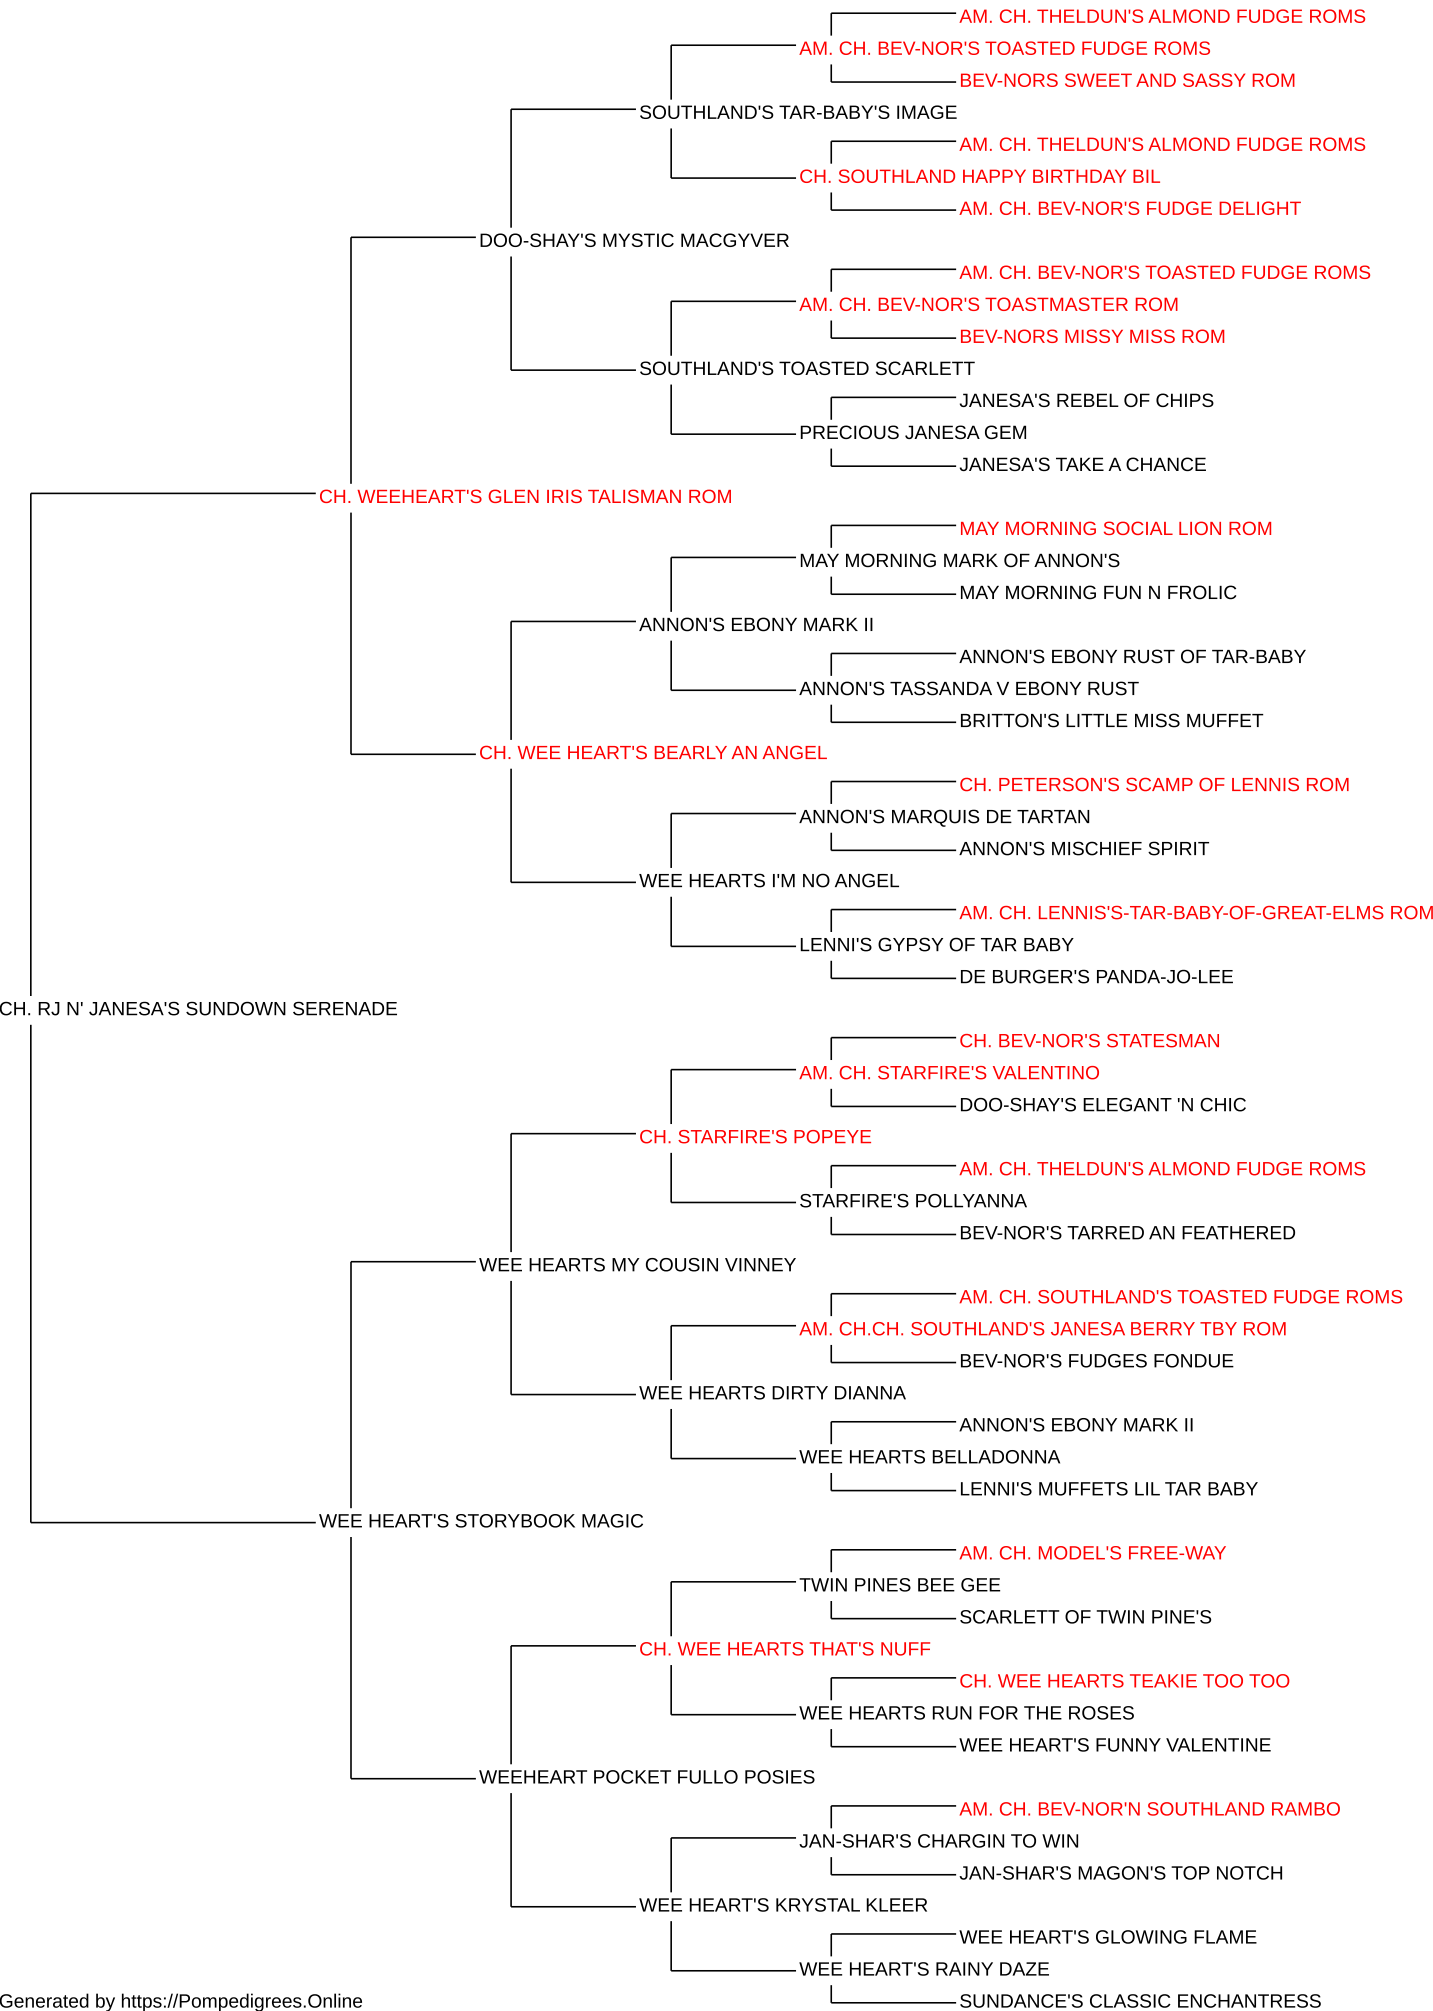 AM. CH. THELDUN'S ALMOND FUDGE ROMS
AM. CH. BEV-NOR'S TOASTED FUDGE ROMS
BEV-NORS SWEET AND SASSY ROM
SOUTHLAND'S TAR-BABY'S IMAGE
AM. CH. THELDUN'S ALMOND FUDGE ROMS
CH. SOUTHLAND HAPPY BIRTHDAY BIL
AM. CH. BEV-NOR'S FUDGE DELIGHT
DOO-SHAY'S MYSTIC MACGYVER
AM. CH. BEV-NOR'S TOASTED FUDGE ROMS
AM. CH. BEV-NOR'S TOASTMASTER ROM
BEV-NORS MISSY MISS ROM
SOUTHLAND'S TOASTED SCARLETT
JANESA'S REBEL OF CHIPS
PRECIOUS JANESA GEM
JANESA'S TAKE A CHANCE
CH. WEEHEART'S GLEN IRIS TALISMAN ROM
MAY MORNING SOCIAL LION ROM
MAY MORNING MARK OF ANNON'S
MAY MORNING FUN N FROLIC
ANNON'S EBONY MARK II
ANNON'S EBONY RUST OF TAR-BABY
ANNON'S TASSANDA V EBONY RUST
BRITTON'S LITTLE MISS MUFFET
CH. WEE HEART'S BEARLY AN ANGEL
CH. PETERSON'S SCAMP OF LENNIS ROM
ANNON'S MARQUIS DE TARTAN
ANNON'S MISCHIEF SPIRIT
WEE HEARTS I'M NO ANGEL
AM. CH. LENNIS'S-TAR-BABY-OF-GREAT-ELMS ROM
LENNI'S GYPSY OF TAR BABY
DE BURGER'S PANDA-JO-LEE
CH. RJ N' JANESA'S SUNDOWN SERENADE
CH. BEV-NOR'S STATESMAN
AM. CH. STARFIRE'S VALENTINO
DOO-SHAY'S ELEGANT 'N CHIC
CH. STARFIRE'S POPEYE
AM. CH. THELDUN'S ALMOND FUDGE ROMS
STARFIRE'S POLLYANNA
BEV-NOR'S TARRED AN FEATHERED
WEE HEARTS MY COUSIN VINNEY
AM. CH. SOUTHLAND'S TOASTED FUDGE ROMS
AM. CH.CH. SOUTHLAND'S JANESA BERRY TBY ROM
BEV-NOR'S FUDGES FONDUE
WEE HEARTS DIRTY DIANNA
ANNON'S EBONY MARK II
WEE HEARTS BELLADONNA
LENNI'S MUFFETS LIL TAR BABY
WEE HEART'S STORYBOOK MAGIC
AM. CH. MODEL'S FREE-WAY
TWIN PINES BEE GEE
SCARLETT OF TWIN PINE'S
CH. WEE HEARTS THAT'S NUFF
CH. WEE HEARTS TEAKIE TOO TOO
WEE HEARTS RUN FOR THE ROSES
WEE HEART'S FUNNY VALENTINE
WEEHEART POCKET FULLO POSIES
AM. CH. BEV-NOR'N SOUTHLAND RAMBO
JAN-SHAR'S CHARGIN TO WIN
JAN-SHAR'S MAGON'S TOP NOTCH
WEE HEART'S KRYSTAL KLEER
WEE HEART'S GLOWING FLAME
WEE HEART'S RAINY DAZE
SUNDANCE'S CLASSIC ENCHANTRESS
Generated by https://Pompedigrees.Online